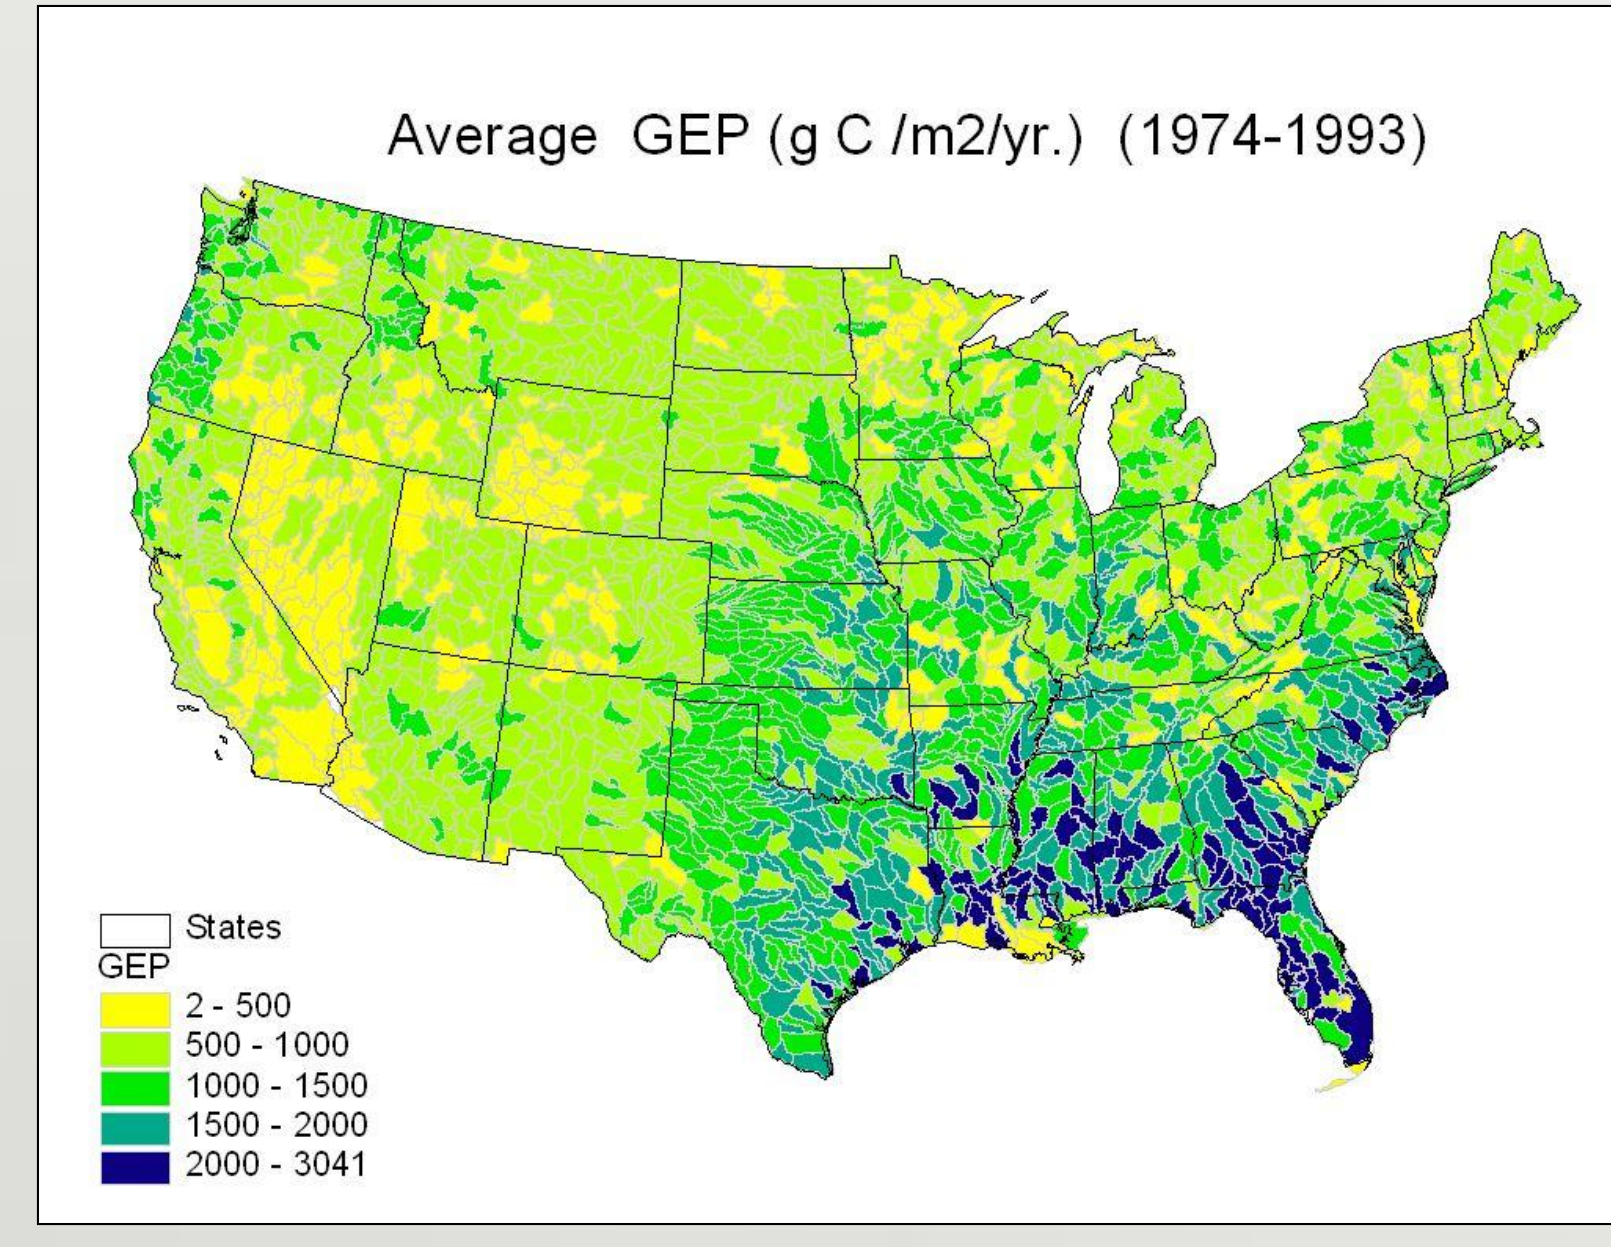 Average GEP (g C /m2/yr.) (1974-1993)
States
GEP
2 - 500
500 - 1000
1000 - 1500
1500 - 2000
2000 - 3041